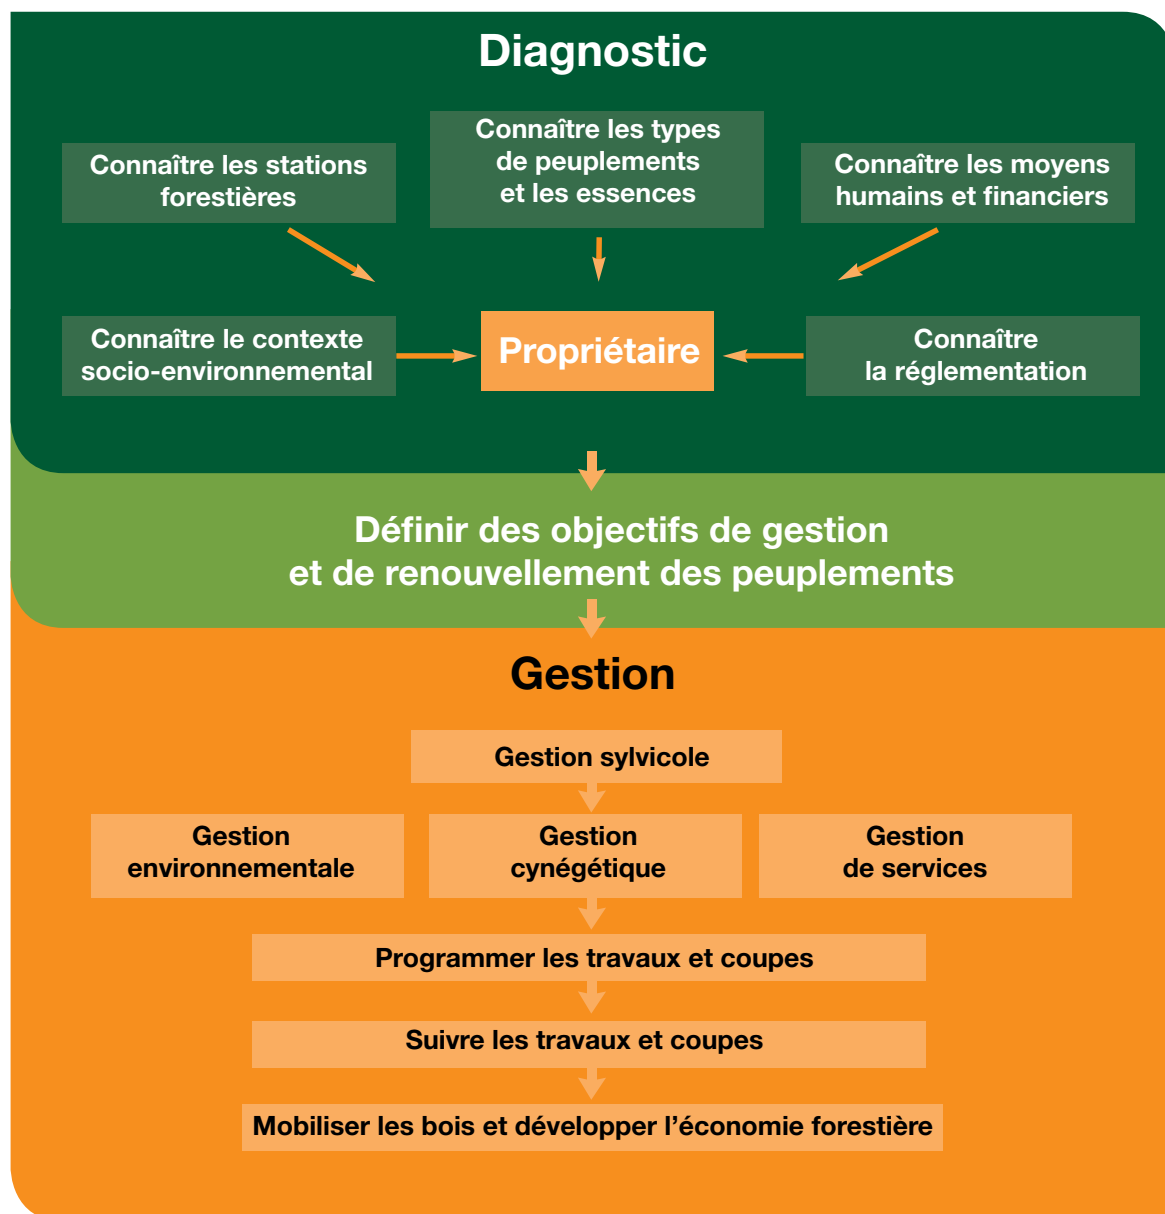 Diagnostic
Connaître les stations
forestières
Connaître les types
de peuplements
et les essences
Connaître les moyens
humains et financiers
Connaître le contexte
socio-environnemental
Propriétaire
Connaître
la réglementation
Définir des objectifs de gestion
et de renouvellement des peuplements
Gestion
Gestion sylvicole
Gestion
environnementale
Gestion
cynégétique
Gestion
de services
Programmer les travaux et coupes
Suivre les travaux et coupes
Mobiliser les bois et développer l’économie forestière